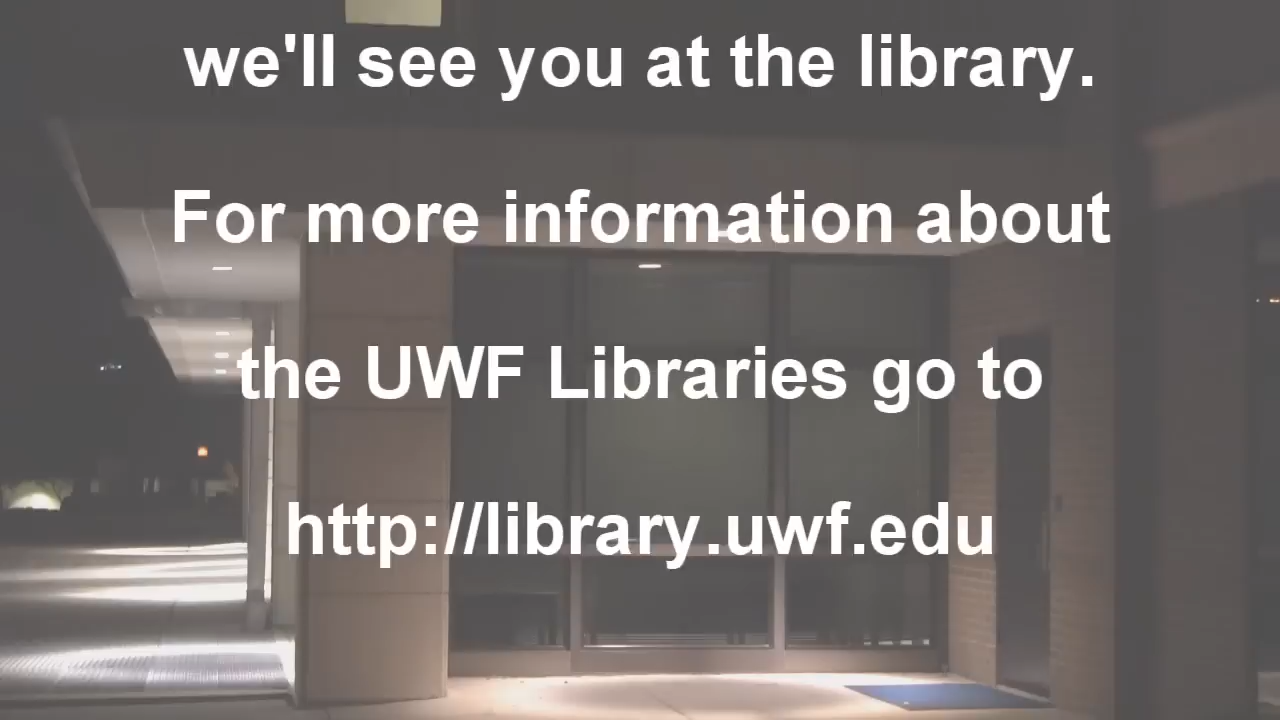 we'll see you at the library.
For more information about
the UWF Libraries go to
http://library.uwf.edu